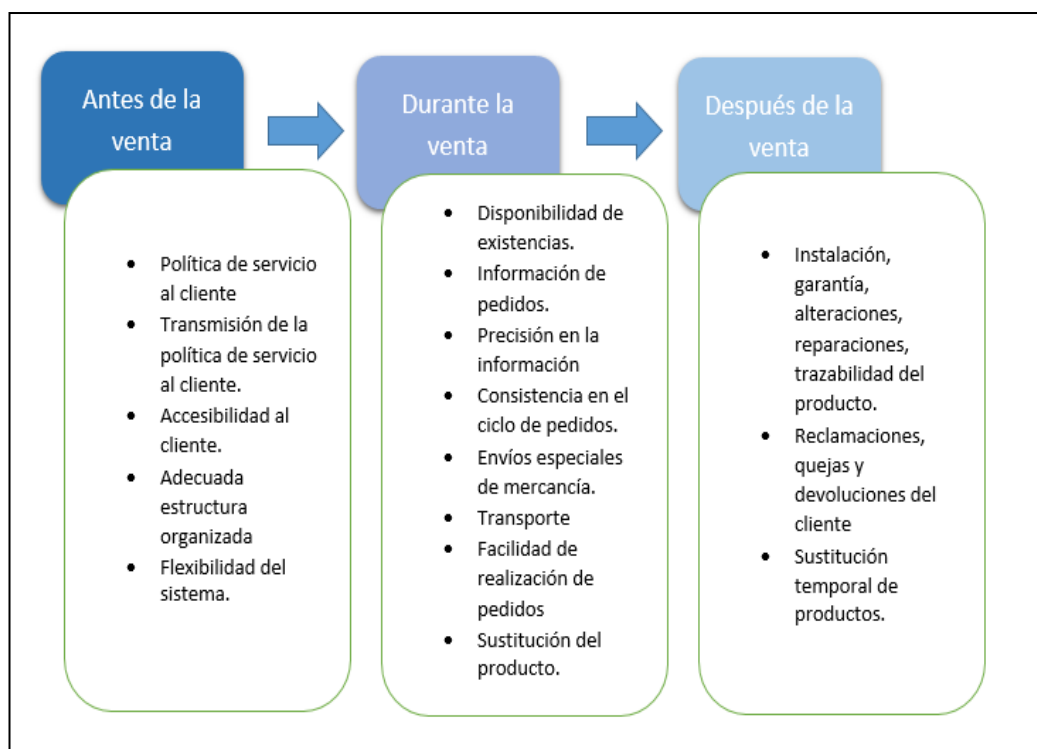 Antes de la
venta
• Política de servicio
al cliente
• Transmisión de la
política de servicio
al cliente.
• Accesibilidad al
cliente.
• Adecuada
estructura
organizada
• Flexibilidad del
sistema.
Durante la
venta
• Disponibilidad de
existencias.
• Información de
pedidos.
• Precisión en la
información
• Consistencia en el
ciclo de pedidos.
• Envíos especiales
de mercancía.
• Transporte
• Facilidad de
realización de
pedidos
• Sustitución del
producto.
Después de la
venta
• Instalación,
garantía,
alteraciones,
reparaciones,
trazabilidad del
producto.
• Reclamaciones,
quejas y
devoluciones del
cliente
• Sustitución
temporal de
productos.